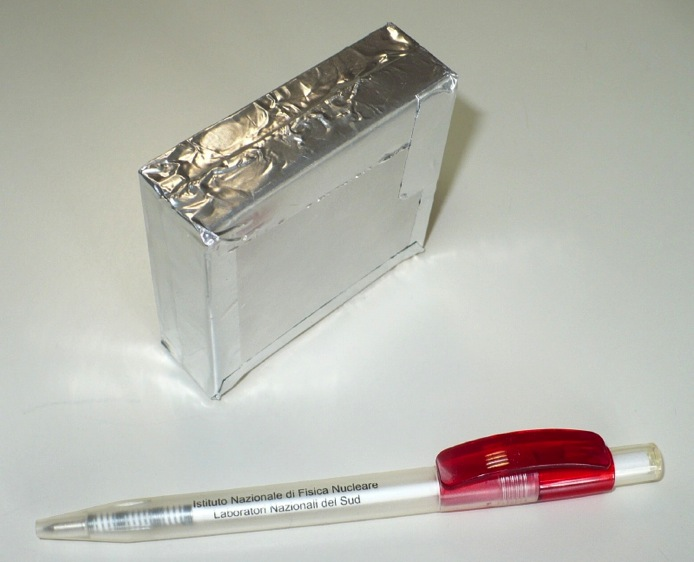 Istituto Nazionale di Fisica Nucleare
Laboratori Nazionali del Sud